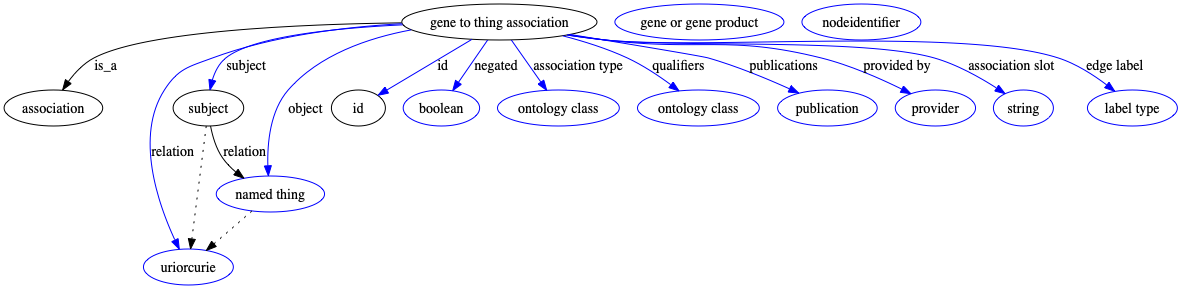 gene to thing association
gene or gene product
nodeidentifier
is_a
subject
id
negated
association type
qualifiers
publications
provided by
association slot
edge label
association
subject
object
id
boolean
ontology class
ontology class
publication
provider
string
label type
relation
relation
named thing
uriorcurie